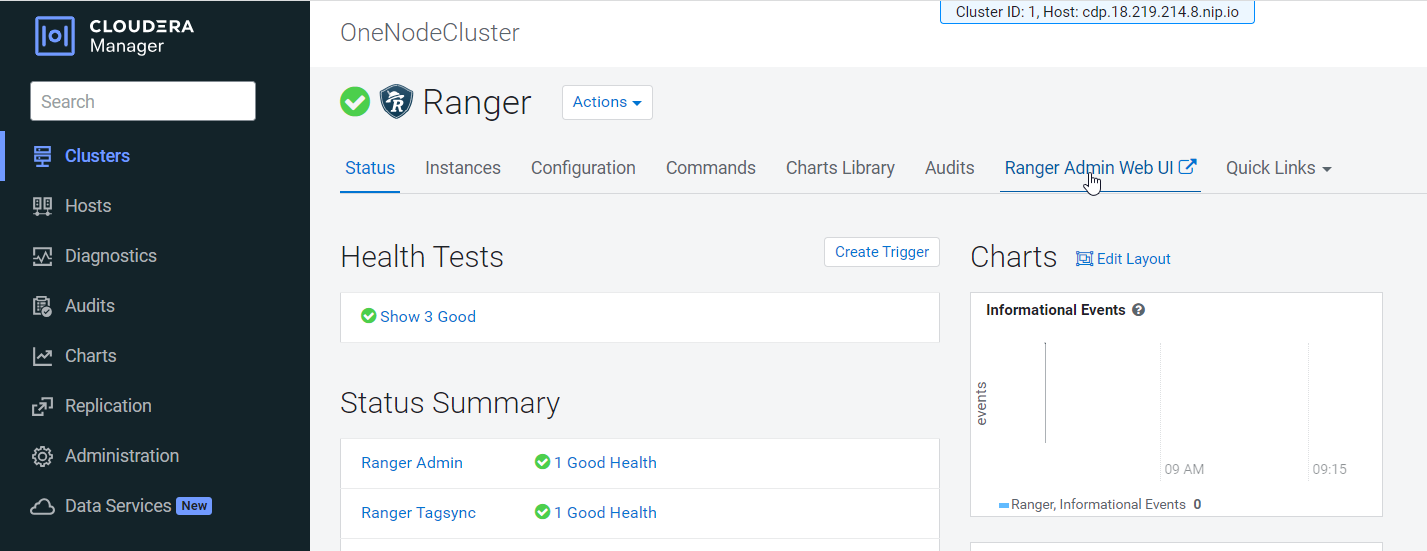 CLOUDERA
Manager
Search
Clusters
Hosts
Diagnostics
Audits
Charts
Replication
Administration
Data Services New
Cluster ID: 1, Host: cdp.18.219.214.8.nip.io
OneNodeCluster
R Ranger Actions
Status Instances Configuration Commands Charts Library Audits Ranger Admin Web UI Quick Links
Health Tests Create Trigger
Show 3 Good
Status Summary
Ranger Admin 1 Good Health
Ranger Tagsync 1 Good Health
Charts Edit Layout
Informational Events ?
events
09 AM 09:15
Ranger, Informational Events 0